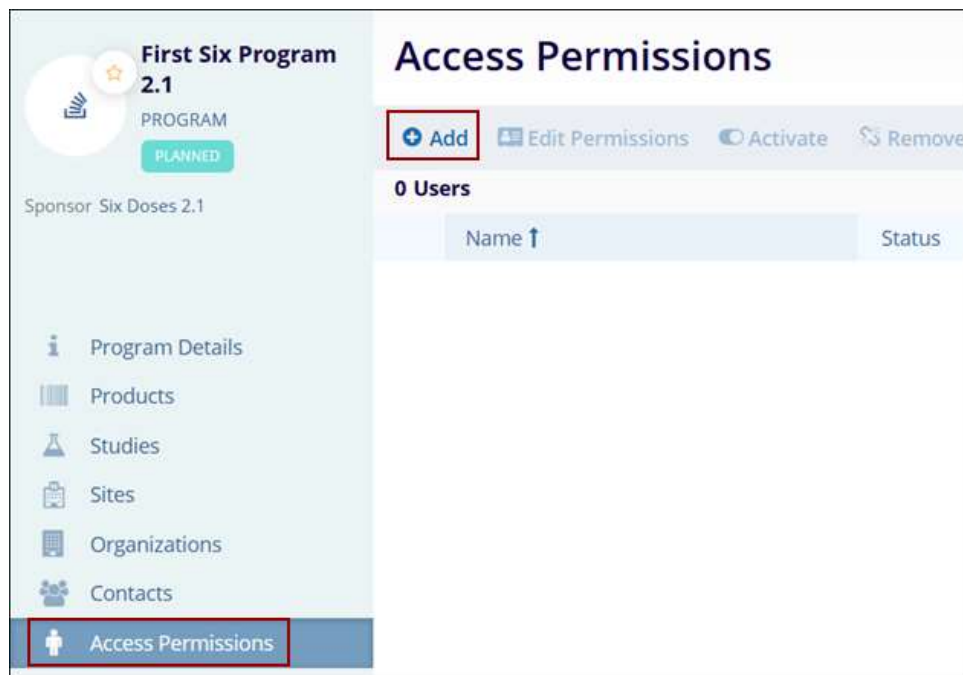 First Six Program
2.1
PROGRAM
PLANNED
Sponsor Six Doses 2.1
Program Details
Products
Studies
Sites
Organizations
Contacts
Access Permissions
Access Permissions
Add Edit Permissions Activate Remove
0 Users
Name Status